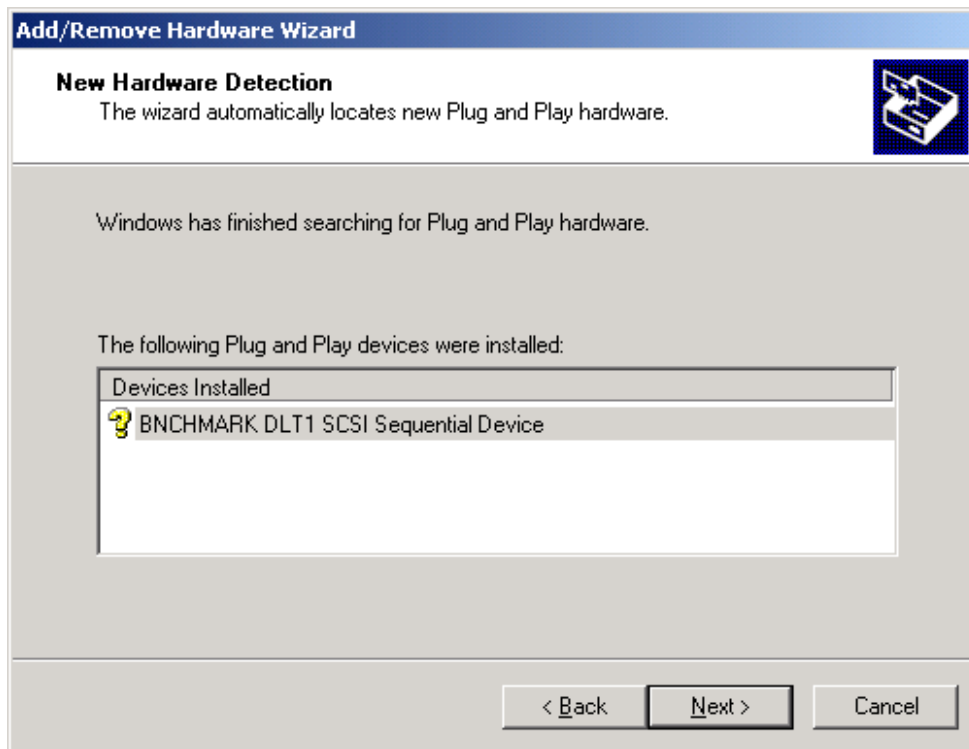 Add/Remove Hardware Wizard
New Hardware Detection
The wizard automatically locates new Plug and Play hardware.
Windows has finished searching for Plug and Play hardware.
The following Plug and Play devices were installed:
Devices Installed
BNCHMARK DLT1 SCSI Sequential Device
< Back Next > Cancel